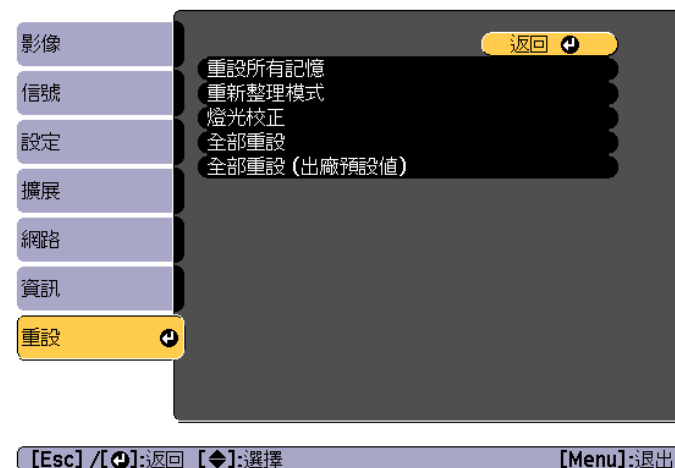 影像
信號
設定
擴展
網路
資訊
重設
返回
重設所有記憶
重新整理模式
燈光校正
全部重設
全部重設 (出廠預設值)
[Esc] /[⏎]:返回 [◆]:選擇 [Menu]:退出